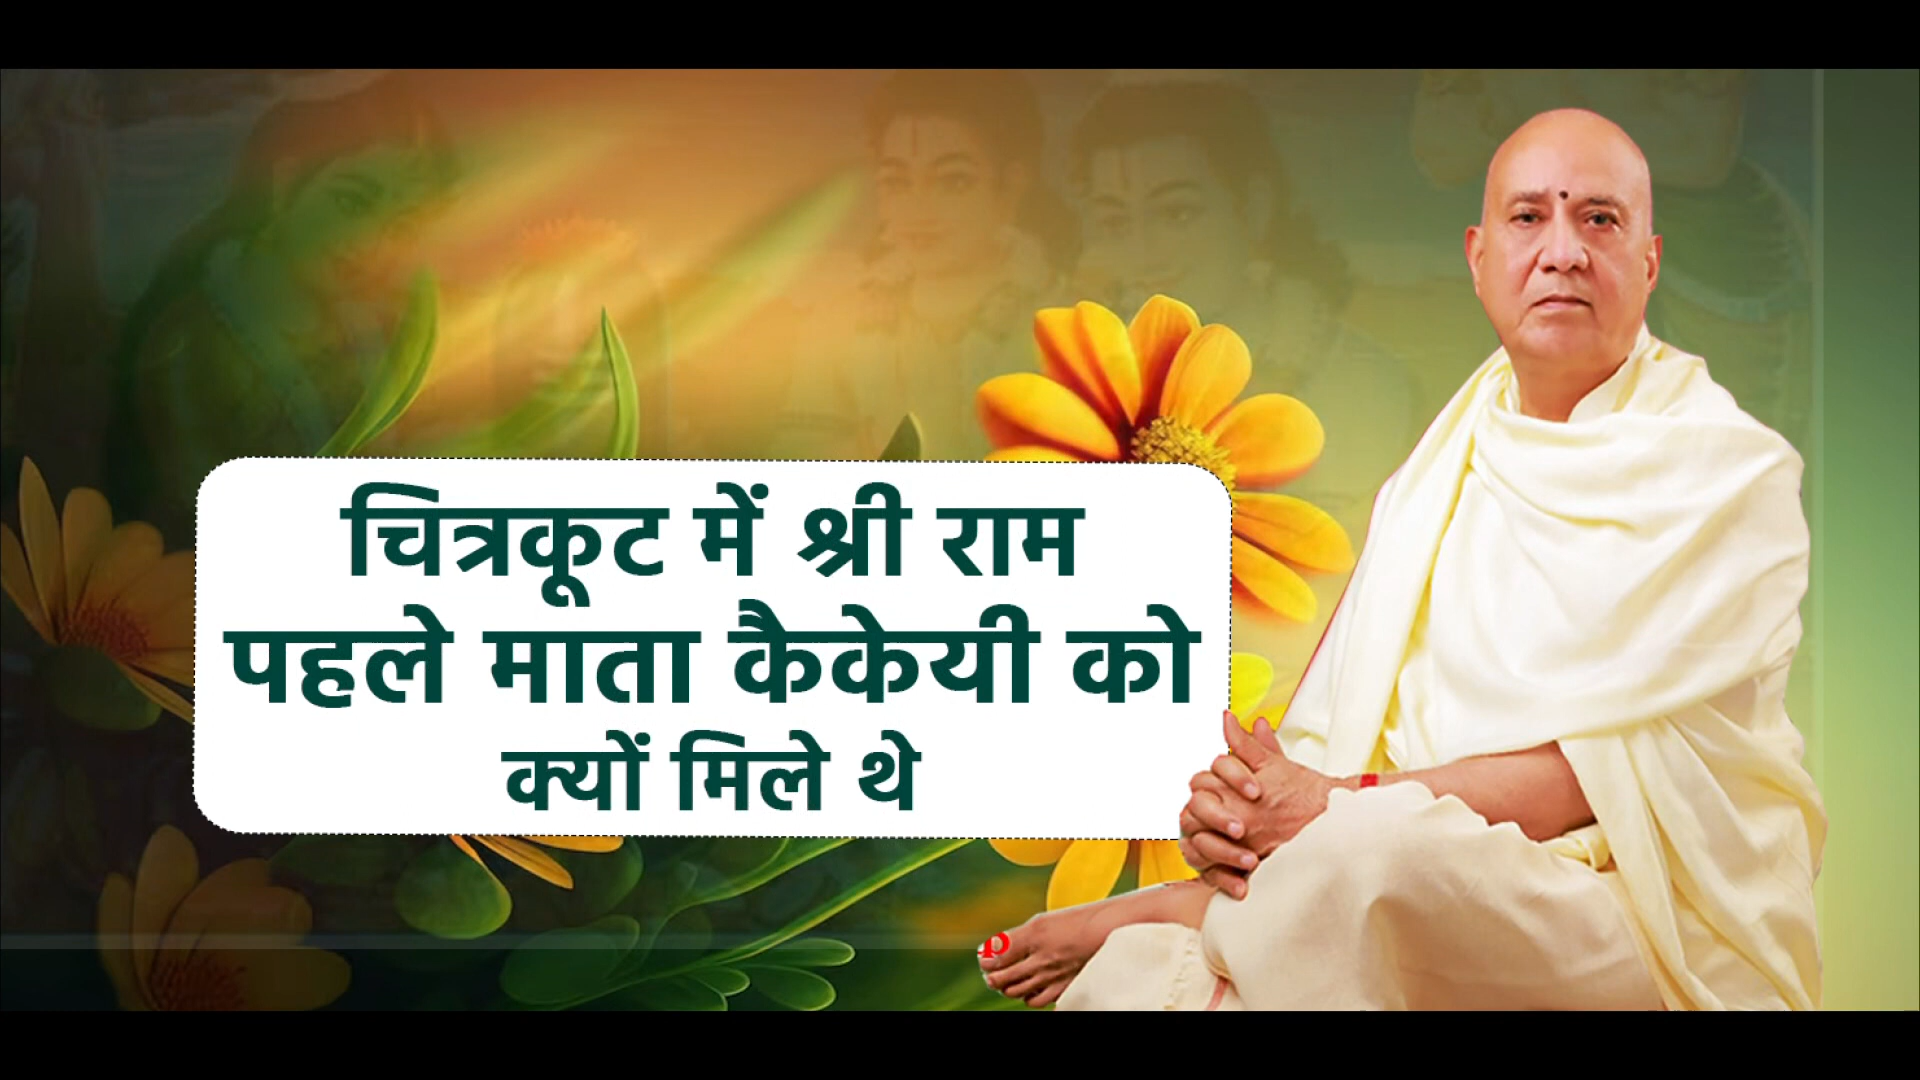 चित्रकूट में श्री राम
पहले माता कैकेयी को
क्यों मिले थे
p